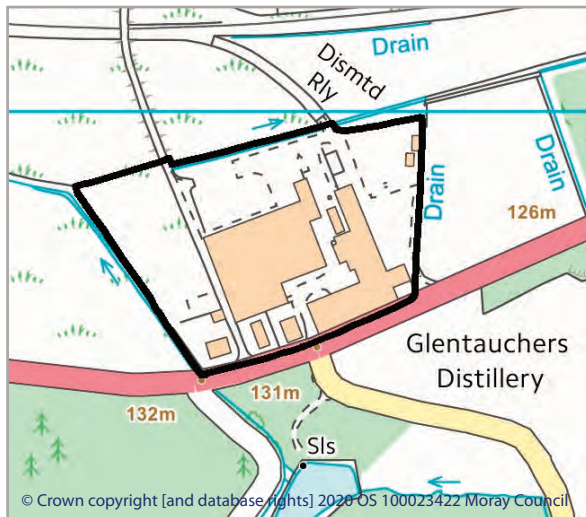 Drain
Dismtd
Rly
Drain
Drain
126m
Glentauchers
Distillery
131m
132m
Sls
© Crown copyright [and database rights] 2020 OS 100023422 Moray Council